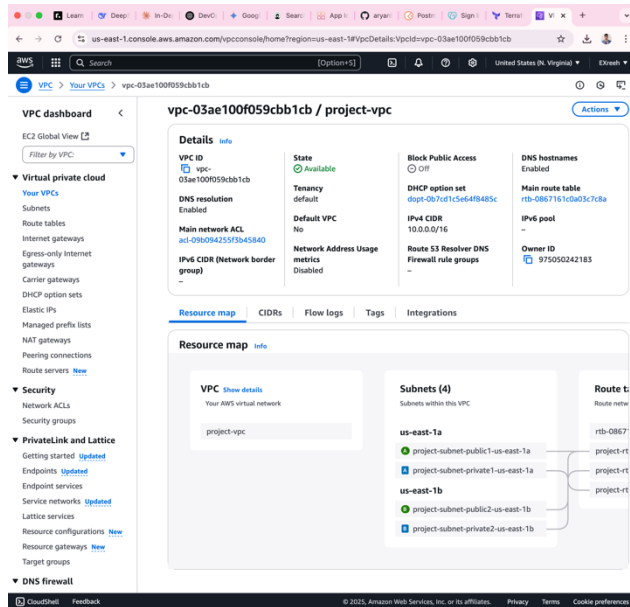 Learn
Deep
In-De
DevO
Goog
Searc
App i
aryan
Postm
Sign I
Terraf
us-east-1.console.aws.amazon.com/vpcconsole/home?region=us-east-1#VpcDetails:VpcId=vpc-03ae100f059cbb1cb
aws
Search
[Option+S]
United States (N. Virginia)
EXreeh
VPC > Your VPCs > vpc-03ae100f059cbb1cb
VPC dashboard
EC2 Global View
Filter by VPC:
Virtual private cloud
Your VPCs
Subnets
Route tables
Internet gateways
Egress-only Internet
gateways
Carrier gateways
DHCP option sets
Elastic IPs
Managed prefix lists
NAT gateways
Peering connections
Route servers New
Security
Network ACLs
Security groups
PrivateLink and Lattice
Getting started Updated
Endpoints Updated
Endpoint services
Service networks Updated
Lattice services
Resource configurations New
Resource gateways New
Target groups
DNS firewall
vpc-03ae100f059cbb1cb / project-vpc
Actions
Details Info
VPC ID
vpc-
03ae100f059cbb1cb
State
Available
Block Public Access
Off
DNS hostnames
Enabled
DNS resolution
Enabled
Tenancy
default
DHCP option set
dopt-0b7cd1c5e64f8485c
Main route table
rtb-0867161c0a03c7c8a
Main network ACL
acl-09b094255f3b45840
Default VPC
No
IPv4 CIDR
10.0.0.0/16
IPv6 pool
–
IPv6 CIDR (Network border
group)
–
Network Address Usage
metrics
Disabled
Route 53 Resolver DNS
Firewall rule groups
–
Owner ID
975050242183
Resource map
CIDRs
Flow logs
Tags
Integrations
Resource map Info
VPC Show details
Your AWS virtual network
project-vpc
Subnets (4)
Subnets within this VPC
us-east-1a
A project-subnet-public1-us-east-1a
A project-subnet-private1-us-east-1a
us-east-1b
B project-subnet-public2-us-east-1b
B project-subnet-private2-us-east-1b
Route ta
Route netw
rtb-0867
project-rt
project-rt
project-rt
CloudShell
Feedback
© 2025, Amazon Web Services, Inc. or its affiliates.
Privacy
Terms
Cookie preferences